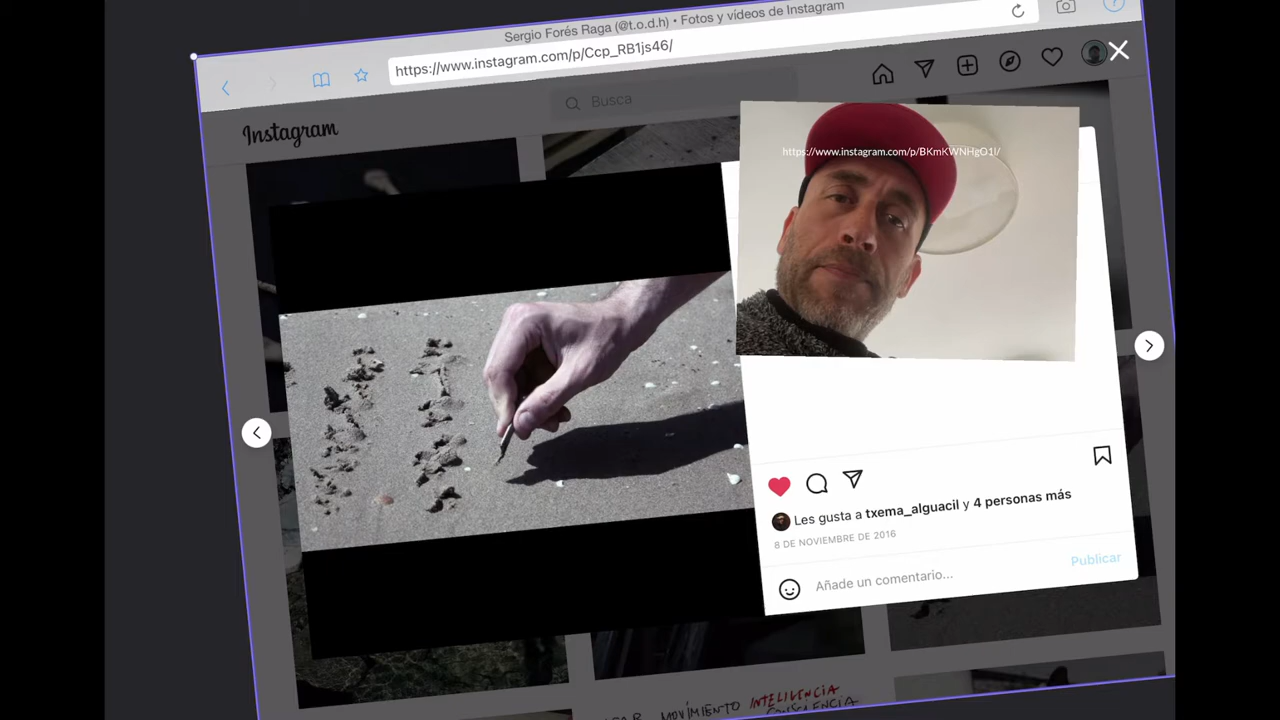 Sergio Forés Raga (@t.o.d.h) • Fotos y vídeos de Instagram
https://www.instagram.com/p/Ccp_RB1js46/
Instagram
Busca
https://www.instagram.com/p/BKmKWNHgO1l/
Les gusta a txema_alguacil y 4 personas más
8 DE NOVIEMBRE DE 2016
Añade un comentario...
Publicar
MOVIMIENTO INTELIGENCIA
CONSCIENCIA